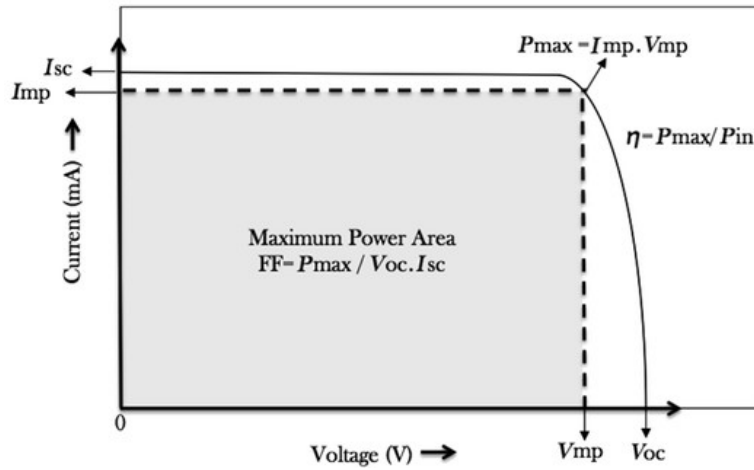 Pmax =Imp.Vmp
Isc
Imp
η=Pmax/Pin
Current (mA)
Maximum Power Area
FF=Pmax / Voc.Isc
0
Voltage (V)
Vmp
Voc